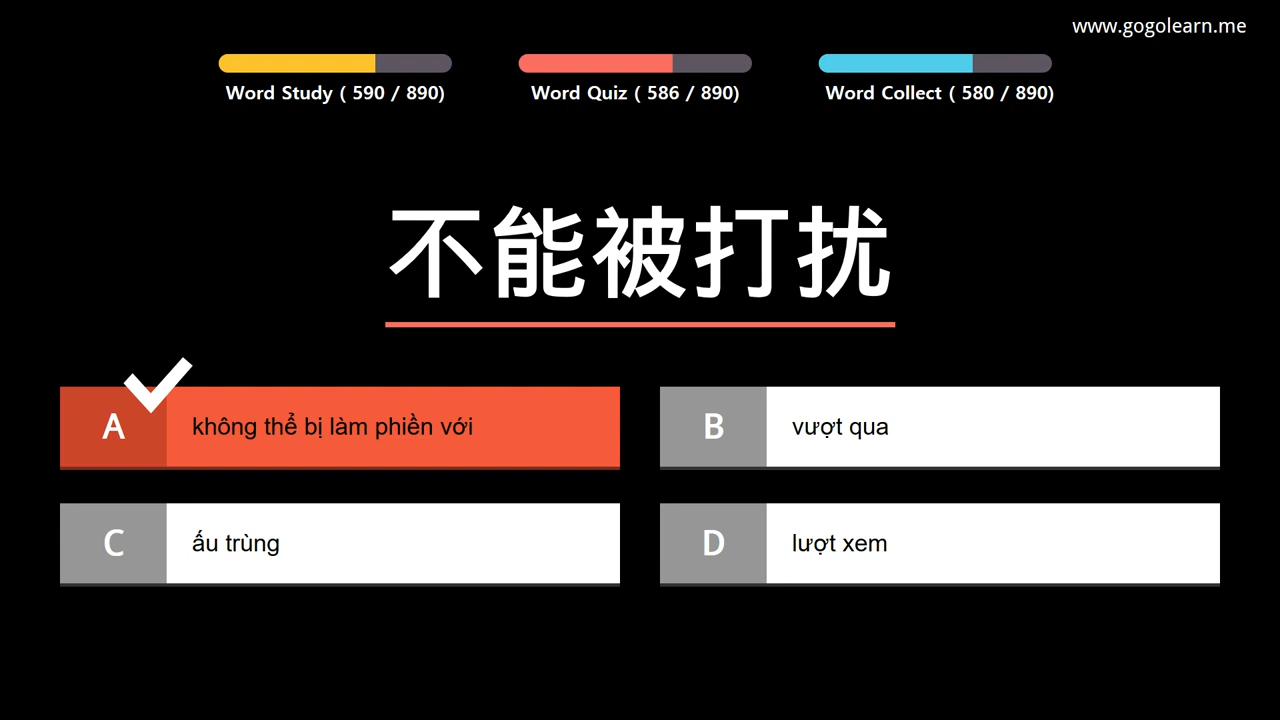 www.gogolearn.me
Word Study ( 590 / 890)
Word Quiz ( 586 / 890)
Word Collect ( 580 / 890)
不能被打扰
A không thể bị làm phiền với
B vượt qua
C ấu trùng
D lượt xem